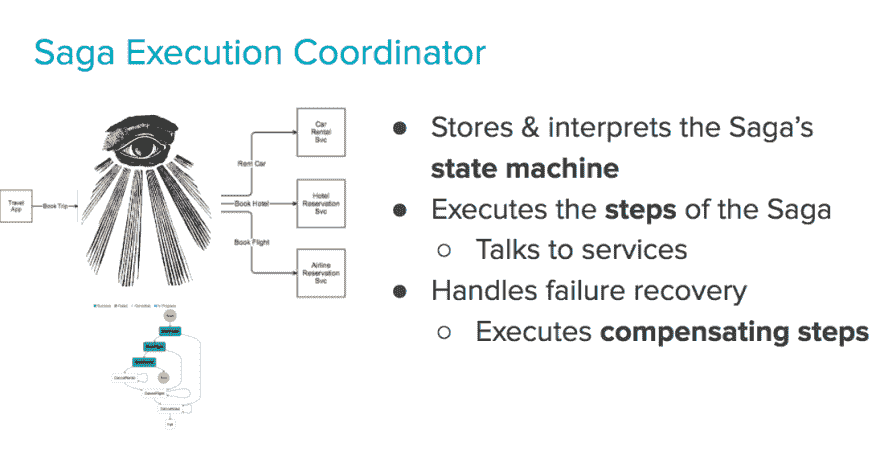 Saga Execution Coordinator
Travel
App
Book Trip
Rent Car
Book Hotel
Book Flight
Car
Rental
Svc
Hotel
Reservation
Svc
Airline
Reservation
Svc
● Stores & interprets the Saga’s
state machine
● Executes the steps of the Saga
○ Talks to services
● Handles failure recovery
○ Executes compensating steps